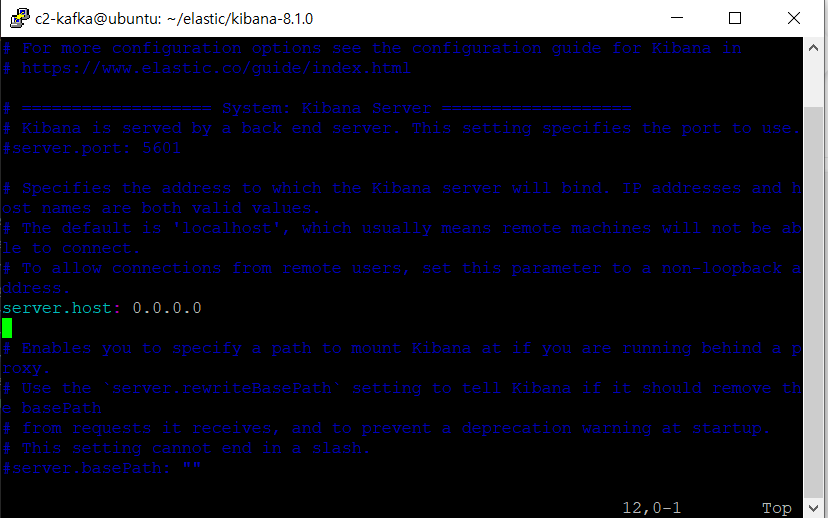 c2-kafka@ubuntu: ~/elastic/kibana-8.1.0
# For more configuration options see the configuration guide for Kibana in
# https://www.elastic.co/guide/index.html
# =================== System: Kibana Server ===================
# Kibana is served by a back end server. This setting specifies the port to use.
#server.port: 5601
# Specifies the address to which the Kibana server will bind. IP addresses and h
ost names are both valid values.
# The default is 'localhost', which usually means remote machines will not be ab
le to connect.
# To allow connections from remote users, set this parameter to a non-loopback a
ddress.
server.host: 0.0.0.0
# Enables you to specify a path to mount Kibana at if you are running behind a p
roxy.
# Use the `server.rewriteBasePath` setting to tell Kibana if it should remove th
e basePath
# from requests it receives, and to prevent a deprecation warning at startup.
# This setting cannot end in a slash.
#server.basePath: ""
12,0-1 Top